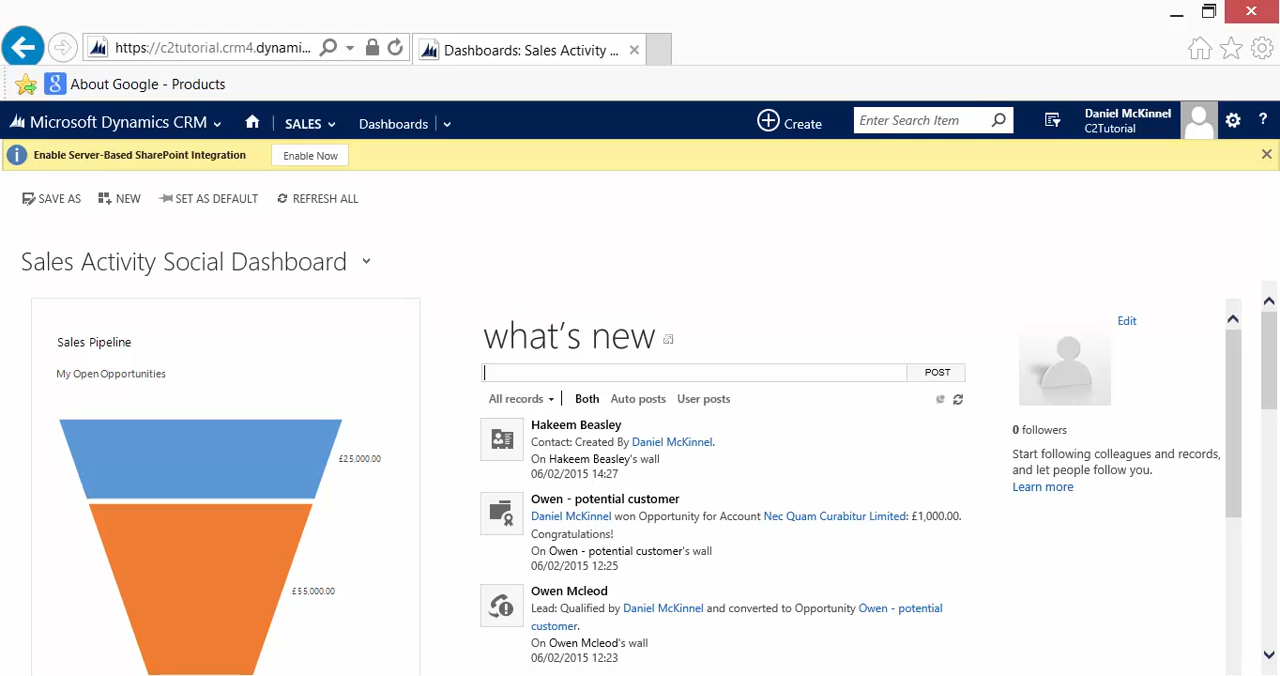 https://c2tutorial.crm4.dynami...
Dashboards: Sales Activity ...
About Google - Products
Microsoft Dynamics CRM
SALES
Dashboards
Create
Enter Search Item
Daniel McKinnel
C2Tutorial
?
Enable Server-Based SharePoint Integration
Enable Now
SAVE AS
NEW
SET AS DEFAULT
REFRESH ALL
Sales Activity Social Dashboard
Sales Pipeline
My Open Opportunities
£25,000.00
£55,000.00
what's new
POST
All records
Both
Auto posts
User posts
Hakeem Beasley
Contact: Created By Daniel McKinnel.
On Hakeem Beasley's wall
06/02/2015 14:27
Owen - potential customer
Daniel McKinnel won Opportunity for Account Nec Quam Curabitur Limited: £1,000.00.
Congratulations!
On Owen - potential customer's wall
06/02/2015 12:25
Owen Mcleod
Lead: Qualified by Daniel McKinnel and converted to Opportunity Owen - potential
customer.
On Owen Mcleod's wall
06/02/2015 12:23
Edit
0 followers
Start following colleagues and records,
and let people follow you.
Learn more